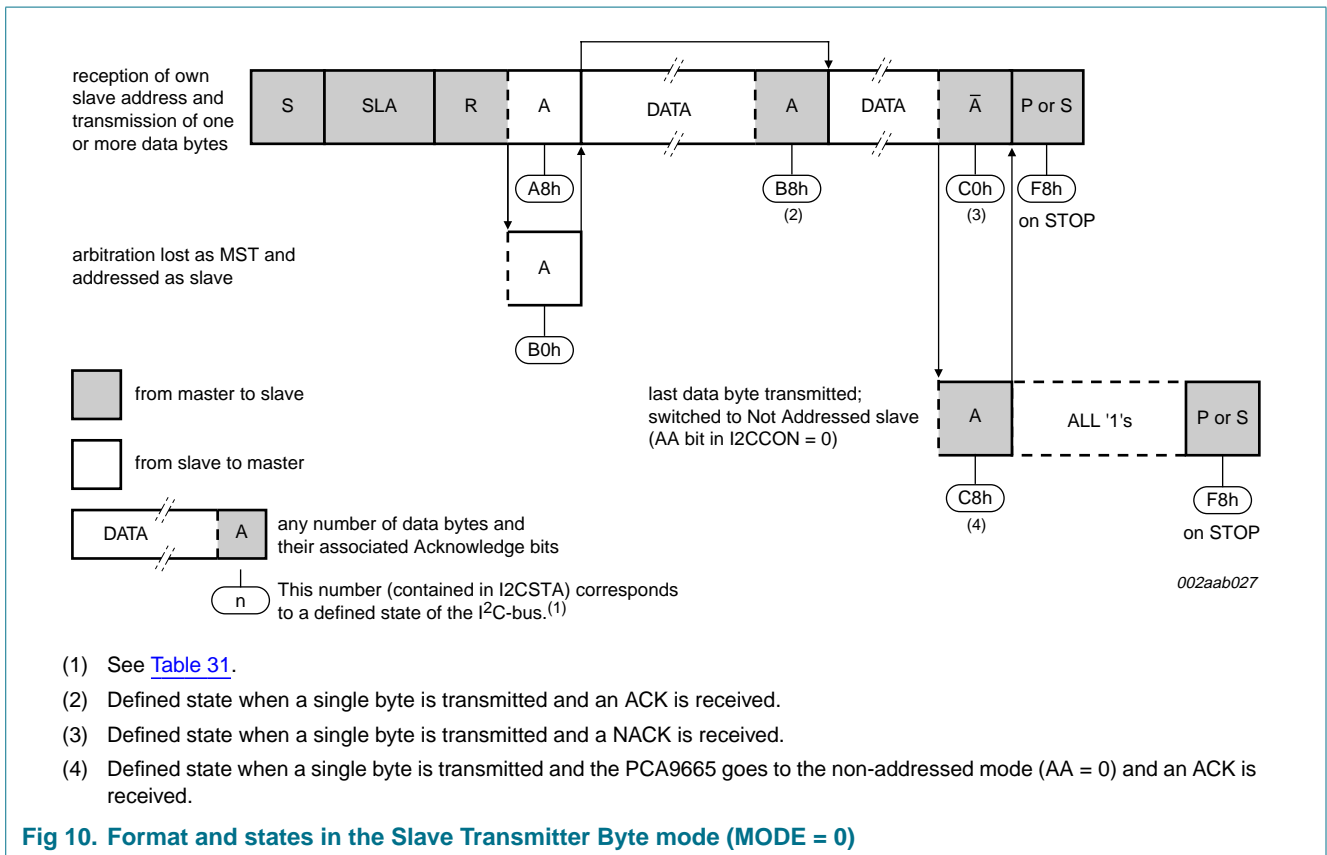 reception of own
slave address and
transmission of one
or more data bytes
S SLA R A DATA A DATA A̅ P or S
A8h B8h C0h F8h
(2) (3) on STOP
arbitration lost as MST and
addressed as slave
A
B0h
from master to slave
from slave to master
DATA A
any number of data bytes and
their associated Acknowledge bits
n
This number (contained in I2CSTA) corresponds
to a defined state of the I²C-bus.(1)
last data byte transmitted;
switched to Not Addressed slave
(AA bit in I2CCON = 0)
A ALL '1's P or S
C8h F8h
(4) on STOP
002aab027
(1) See Table 31.
(2) Defined state when a single byte is transmitted and an ACK is received.
(3) Defined state when a single byte is transmitted and a NACK is received.
(4) Defined state when a single byte is transmitted and the PCA9665 goes to the non-addressed mode (AA = 0) and an ACK is
received.
Fig 10. Format and states in the Slave Transmitter Byte mode (MODE = 0)